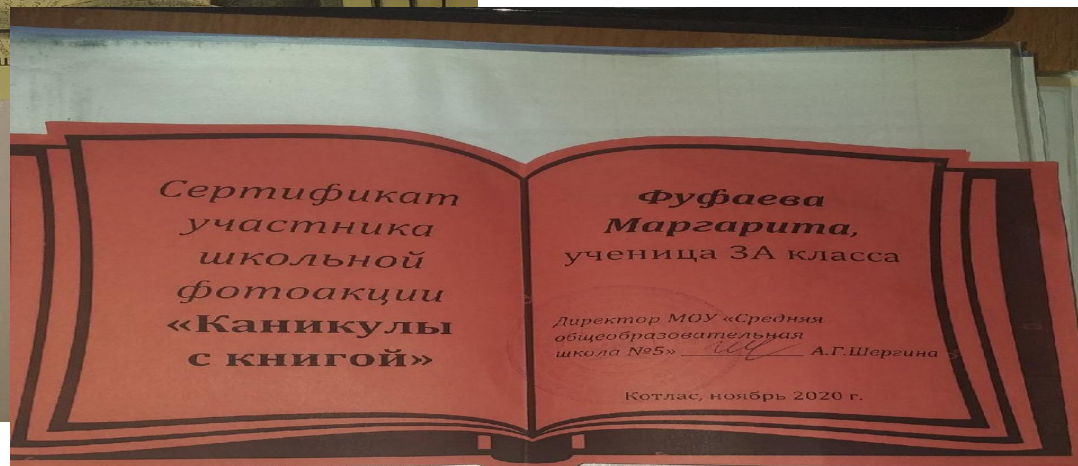 Сертификат
участника
школьной
фотоакции
«Каникулы
с книгой»
Фуфаева
Маргарита,
ученица 3А класса
Директор МОУ «Средняя
общеобразовательная
школа №5» А.Г.Шергина
Котлас, ноябрь 2020 г.